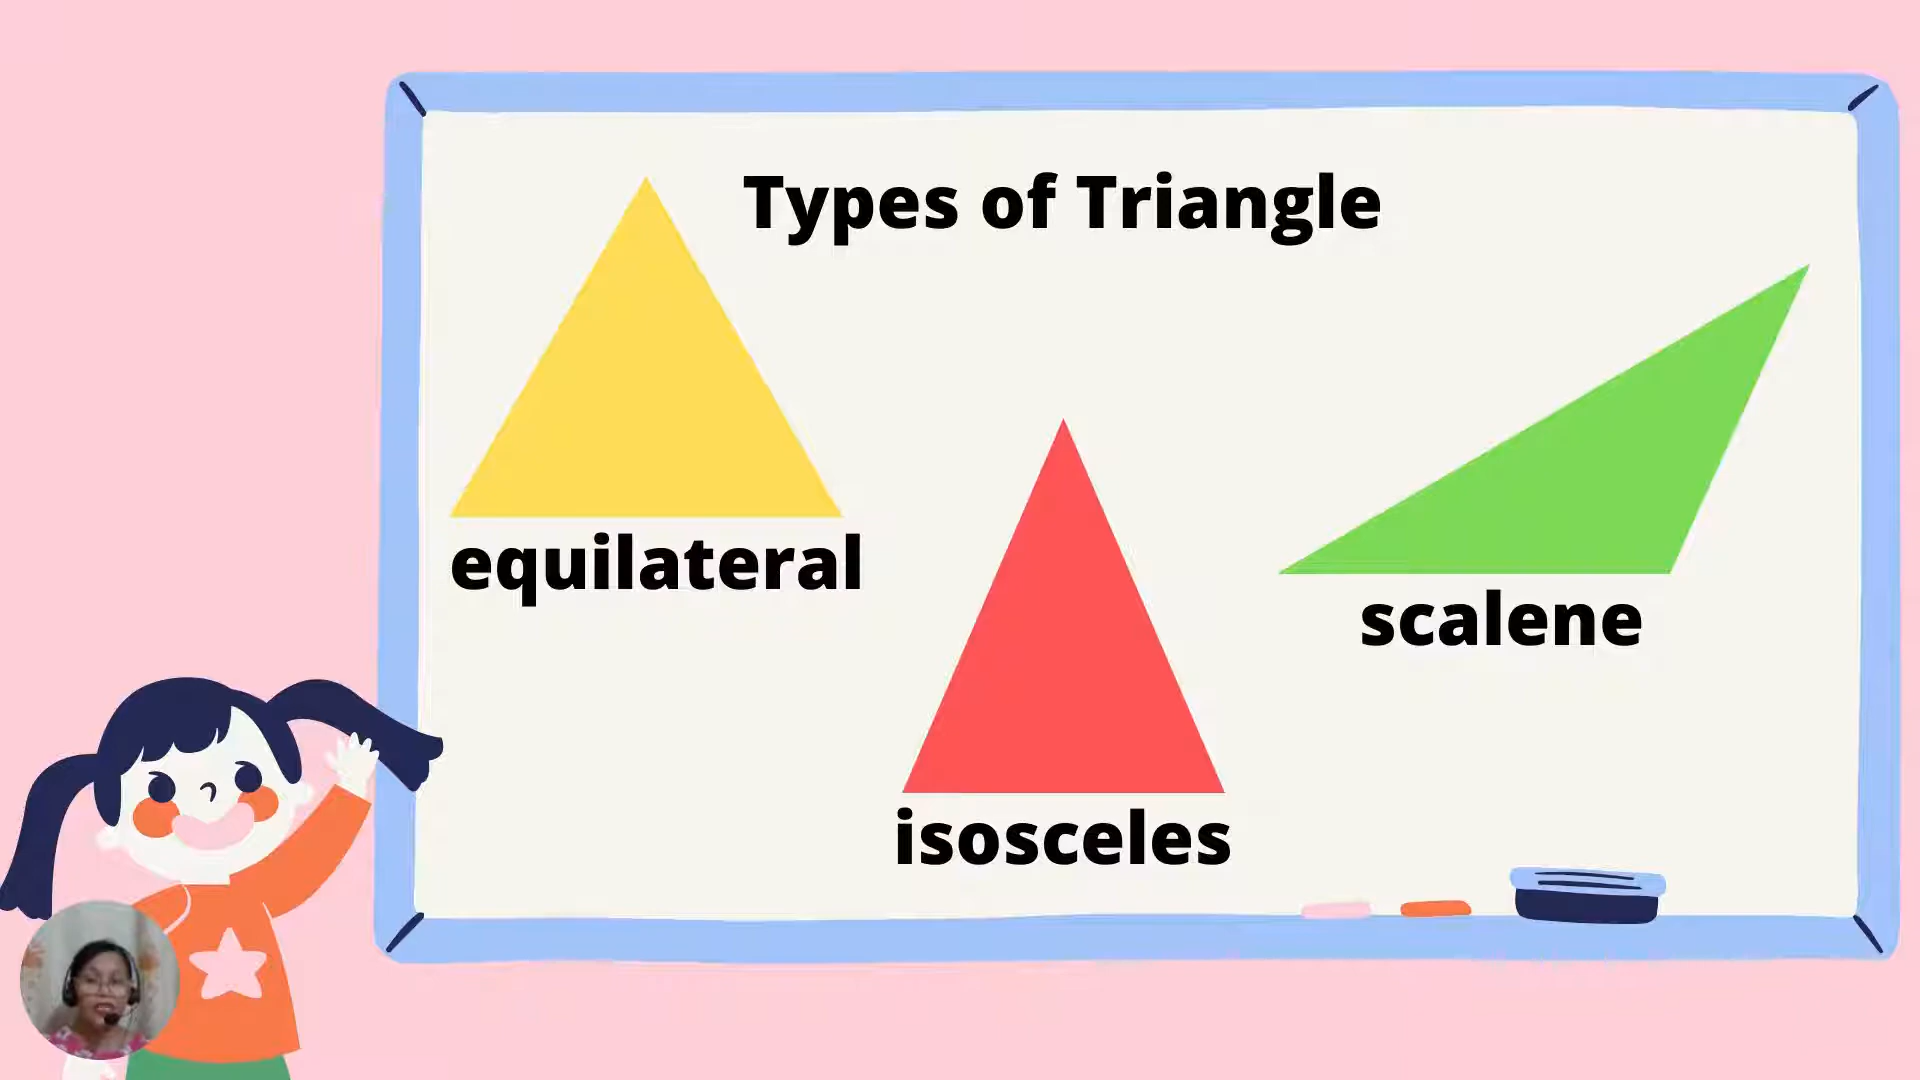 Types of Triangle
equilateral
scalene
isosceles